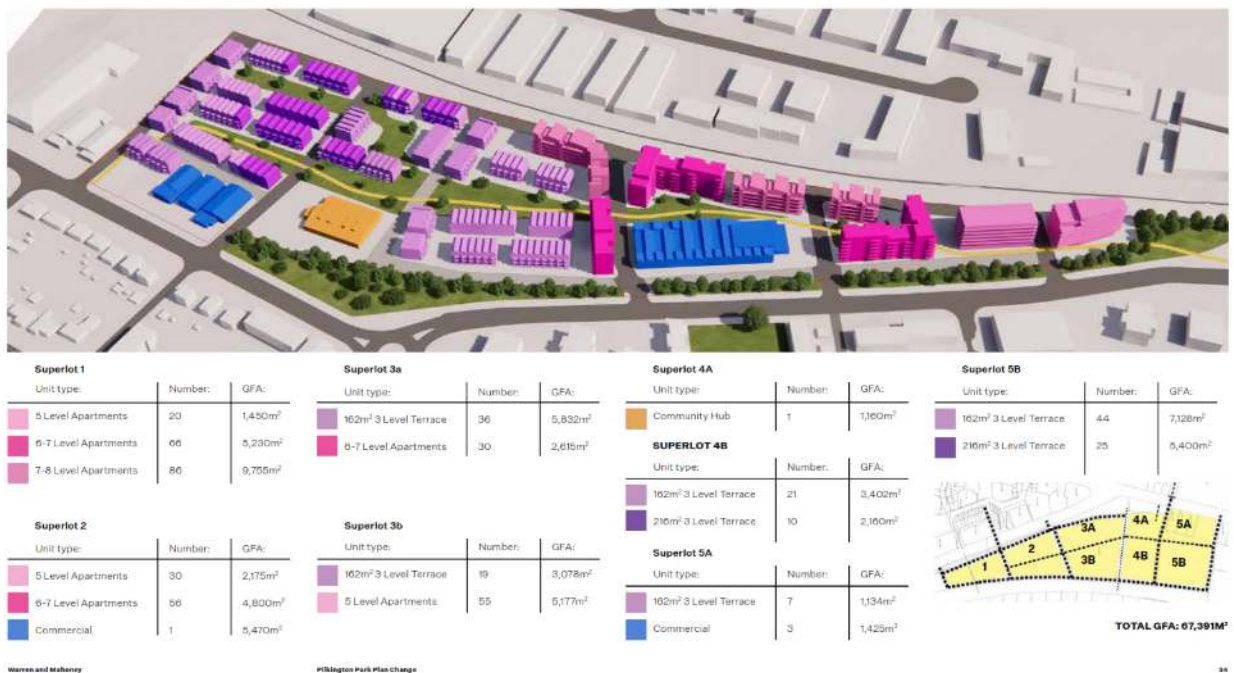 Superlot 1
Unit type: Number: GFA:
5 Level Apartments 20 1,450m²
6-7 Level Apartments 66 5,230m²
7-8 Level Apartments 86 9,755m²
Superlot 2
Unit type: Number: GFA:
5 Level Apartments 30 2,175m²
6-7 Level Apartments 56 4,800m²
Commercial 1 5,470m²
Superlot 3a
Unit type: Number: GFA:
162m² 3 Level Terrace 36 5,832m²
6-7 Level Apartments 30 2,615m²
Superlot 3b
Unit type: Number: GFA:
162m² 3 Level Terrace 19 3,078m²
5 Level Apartments 55 5,177m²
Superlot 4A
Unit type: Number: GFA:
Community Hub 1 1,160m²
SUPERLOT 4B
Unit type: Number: GFA:
162m² 3 Level Terrace 21 3,402m²
216m² 3 Level Terrace 10 2,160m²
Superlot 5A
Unit type: Number: GFA:
162m² 3 Level Terrace 7 1,134m²
Commercial 3 1,425m²
Superlot 5B
Unit type: Number: GFA:
162m² 3 Level Terrace 44 7,128m²
216m² 3 Level Terrace 25 5,400m²
1
2
3A
3B
4A
4B
5A
5B
TOTAL GFA: 67,391M²
Warren and Mahoney
Pilkington Park Plan Change
34